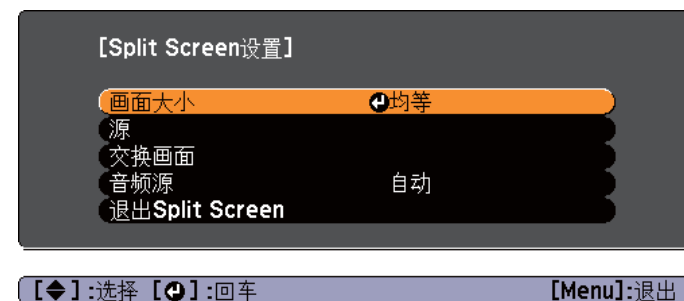 [Split Screen设置]
画面大小 均等
源
交换画面
音频源 自动
退出Split Screen
[◆]:选择 [⏎]:回车 [Menu]:退出